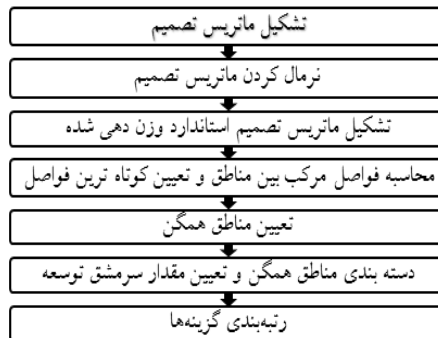 تشکیل ماتریس تصمیم
نرمال کردن ماتریس تصمیم
تشکیل ماتریس تصمیم استاندارد وزن دهی شده
محاسبه فواصل مرکب بین مناطق و تعیین کوتاه ترین فواصل
تعیین مناطق همگن
دسته بندی مناطق همگن و تعیین مقدار سرمشق توسعه
رتبه‌بندی گزینه‌ها